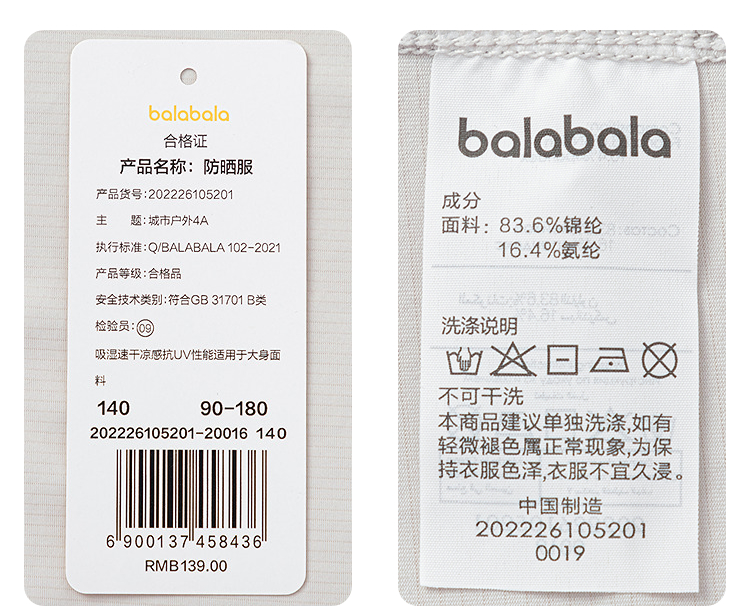 balabala
合格证
产品名称：防晒服
产品货号:202226105201
主 题:城市户外4A
执行标准:Q/BALABALA 102-2021
产品等级:合格品
安全技术类别:符合GB 31701 B类
检验员:09
吸湿速干凉感抗UV性能适用于大身面
料
140 90-180
202226105201-20016 140
6 900137 458436
RMB139.00
balabala
成分
面料：83.6%锦纶
16.4%氨纶
洗涤说明
不可干洗
本商品建议单独洗涤,如有
轻微褪色属正常现象,为保
持衣服色泽,衣服不宜久浸。
中国制造
202226105201
0019